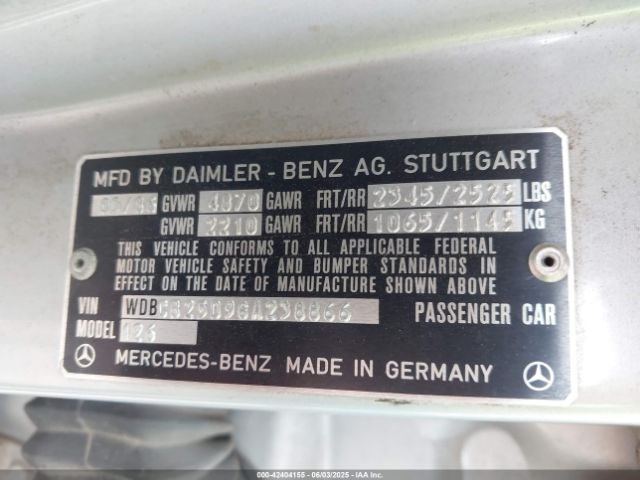 MFD BY DAIMLER - BENZ AG. STUTTGART
GVWR 4870 GAWR FRT/RR 2345/2525 LBS
GVWR 2210 GAWR FRT/RR 1065/1145 KG
THIS VEHICLE CONFORMS TO ALL APPLICABLE FEDERAL
MOTOR VEHICLE SAFETY AND BUMPER STANDARDS IN
EFFECT ON THE DATE OF MANUFACTURE SHOWN ABOVE
VIN PASSENGER CAR
MODEL 126
MERCEDES-BENZ MADE IN GERMANY
000-42404155 - 06/03/2025 - IAA Inc.